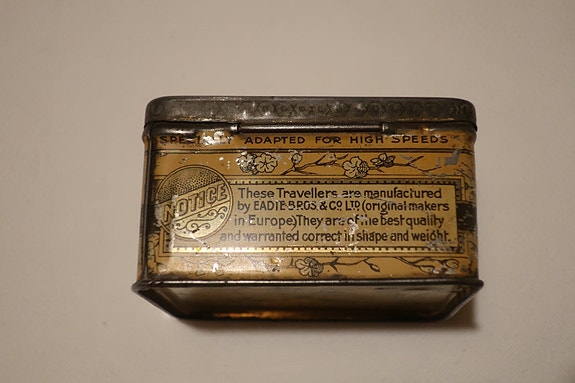 ADAPTED FOR HIGH SPEEDS
NOTICE
These Travellers are manufactured
by EADIE BROS. & CO. LTD (original makers
in Europe) They are of the best quality
and warranted correct in shape and weight.